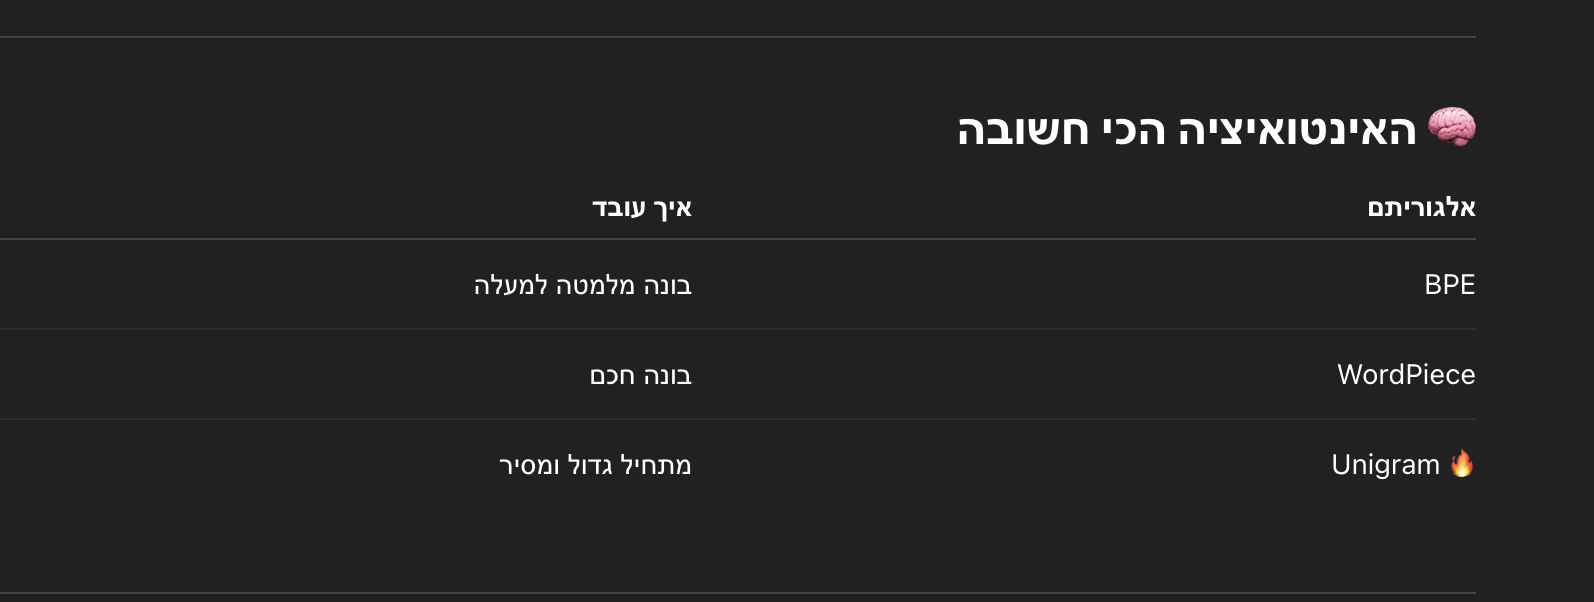 🧠 האינטואיציה הכי חשובה
אלגוריתם איך עובד
BPE בונה מלמטה למעלה
WordPiece בונה חכם
🔥 Unigram מתחיל גדול ומסיר